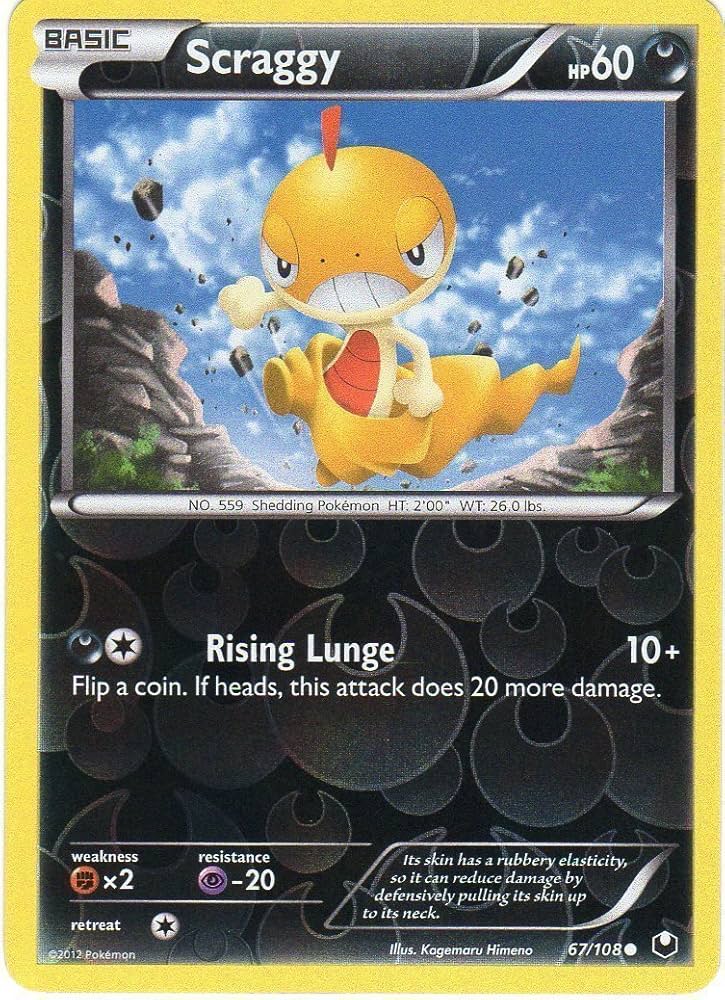 BASIC
Scraggy
HP60
NO. 559 Shedding Pokémon HT: 2'00" WT: 26.0 lbs.
Rising Lunge 10+
Flip a coin. If heads, this attack does 20 more damage.
weakness
×2
resistance
-20
retreat
Its skin has a rubbery elasticity,
so it can reduce damage by
defensively pulling its skin up
to its neck.
©2012 Pokémon
Illus. Kagemaru Himeno
67/108